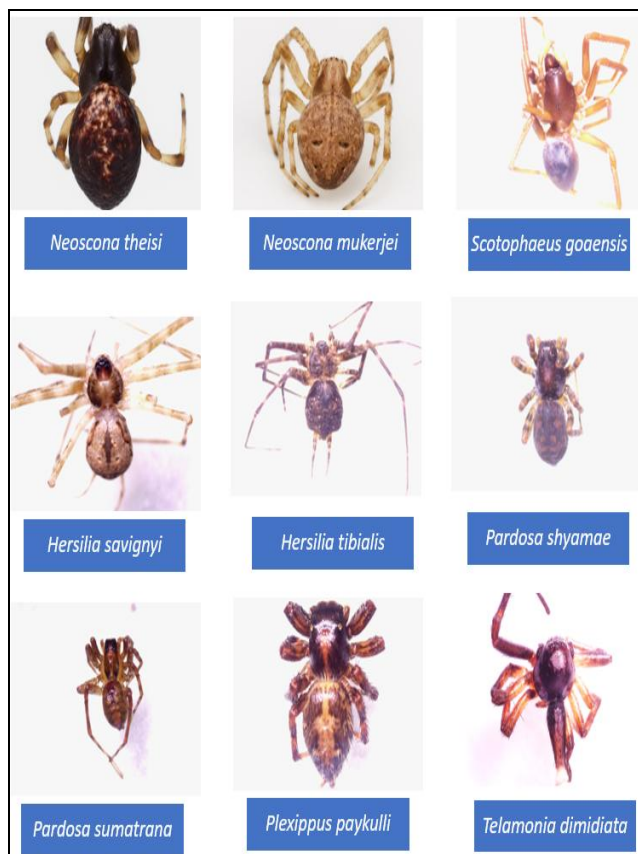 Neoscona theisi
Neoscona mukerjei
Scotophaeus goaensis
Hersilia savignyi
Hersilia tibialis
Pardosa shyamae
Pardosa sumatrana
Plexippus paykulli
Telamonia dimidiata